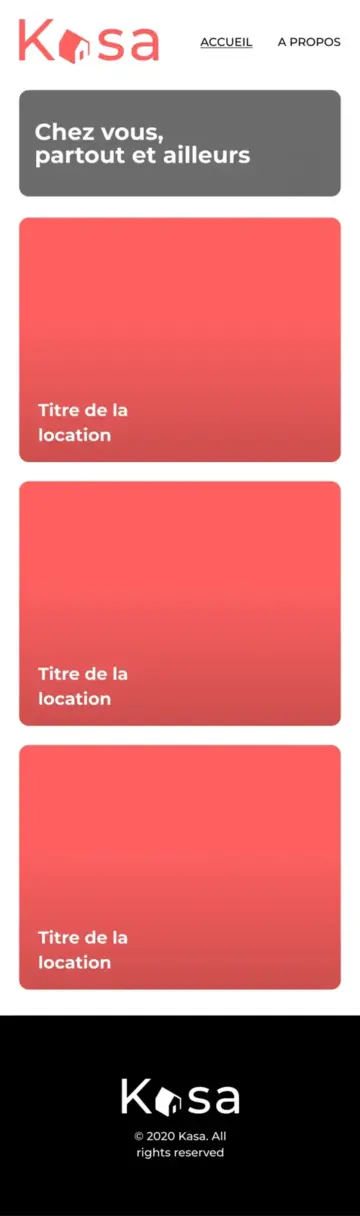 Kasa
ACCUEIL
A PROPOS
Chez vous,
partout et ailleurs
Titre de la
location
Titre de la
location
Titre de la
location
Kasa
© 2020 Kasa. All
rights reserved